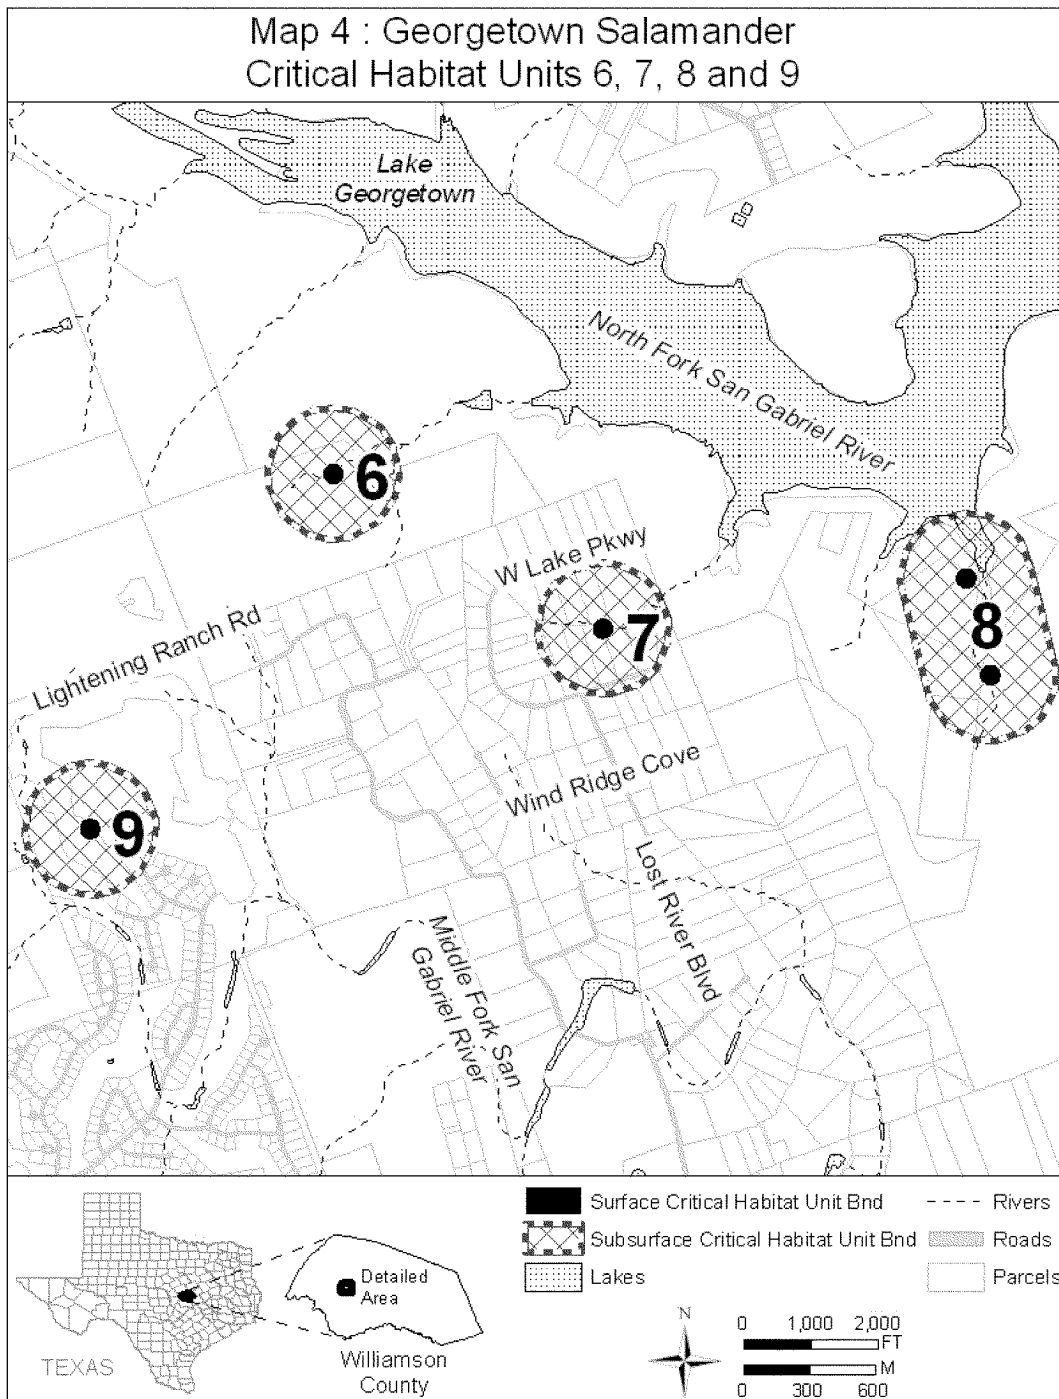 Map 4 : Georgetown Salamander
Critical Habitat Units 6, 7, 8 and 9
Lake
Georgetown
North Fork San Gabriel River
6
W Lake Pkwy
7
8
Lightening Ranch Rd
Wind Ridge Cove
9
Lost River Blvd
Middle Fork San
Gabriel River
Surface Critical Habitat Unit Bnd
Rivers
Subsurface Critical Habitat Unit Bnd
Roads
Lakes
Parcels
Detailed
Area
TEXAS
Williamson
County
N
0 1,000 2,000
FT
M
0 300 600